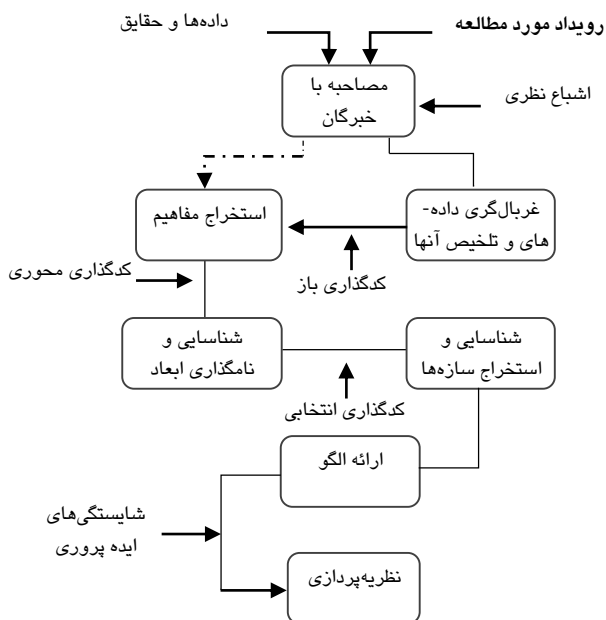 رویداد مورد مطالعه
داده‌ها و حقایق
مصاحبه با
خبرگان
اشباع نظری
غربال‌گری داده-
های و تلخیص آنها
استخراج مفاهیم
کدگذاری باز
کدگذاری محوری
شناسایی و
نامگذاری ابعاد
شناسایی و
استخراج سازه‌ها
کدگذاری انتخابی
ارائه الگو
شایستگی‌های
ایده پروری
نظریه‌پردازی